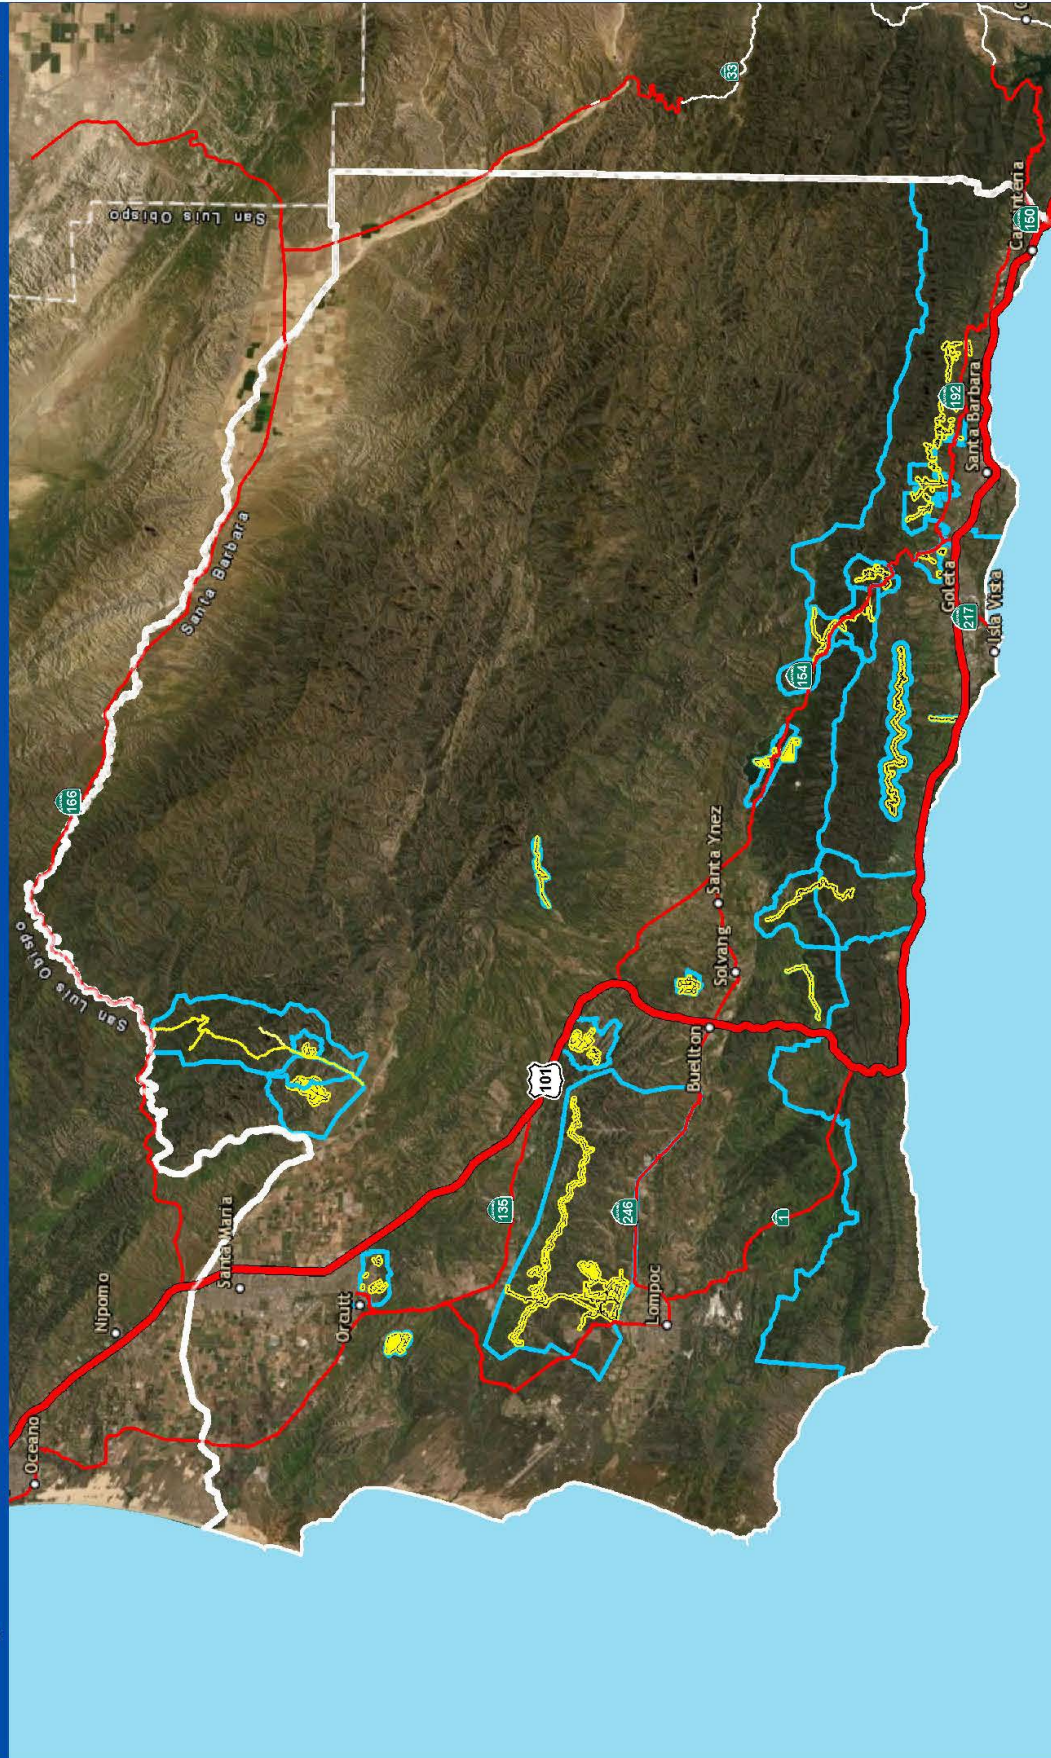 Oceano
Nipomo
Santa Maria
Orcutt
Lompoc
Buellton
Solvang
Santa Ynez
Goleta
Isla Vista
Santa Barbara
Carpinteria
San Luis Obispo
Santa Barbara
San Luis Obispo
166
33
101
135
246
1
154
217
192
150